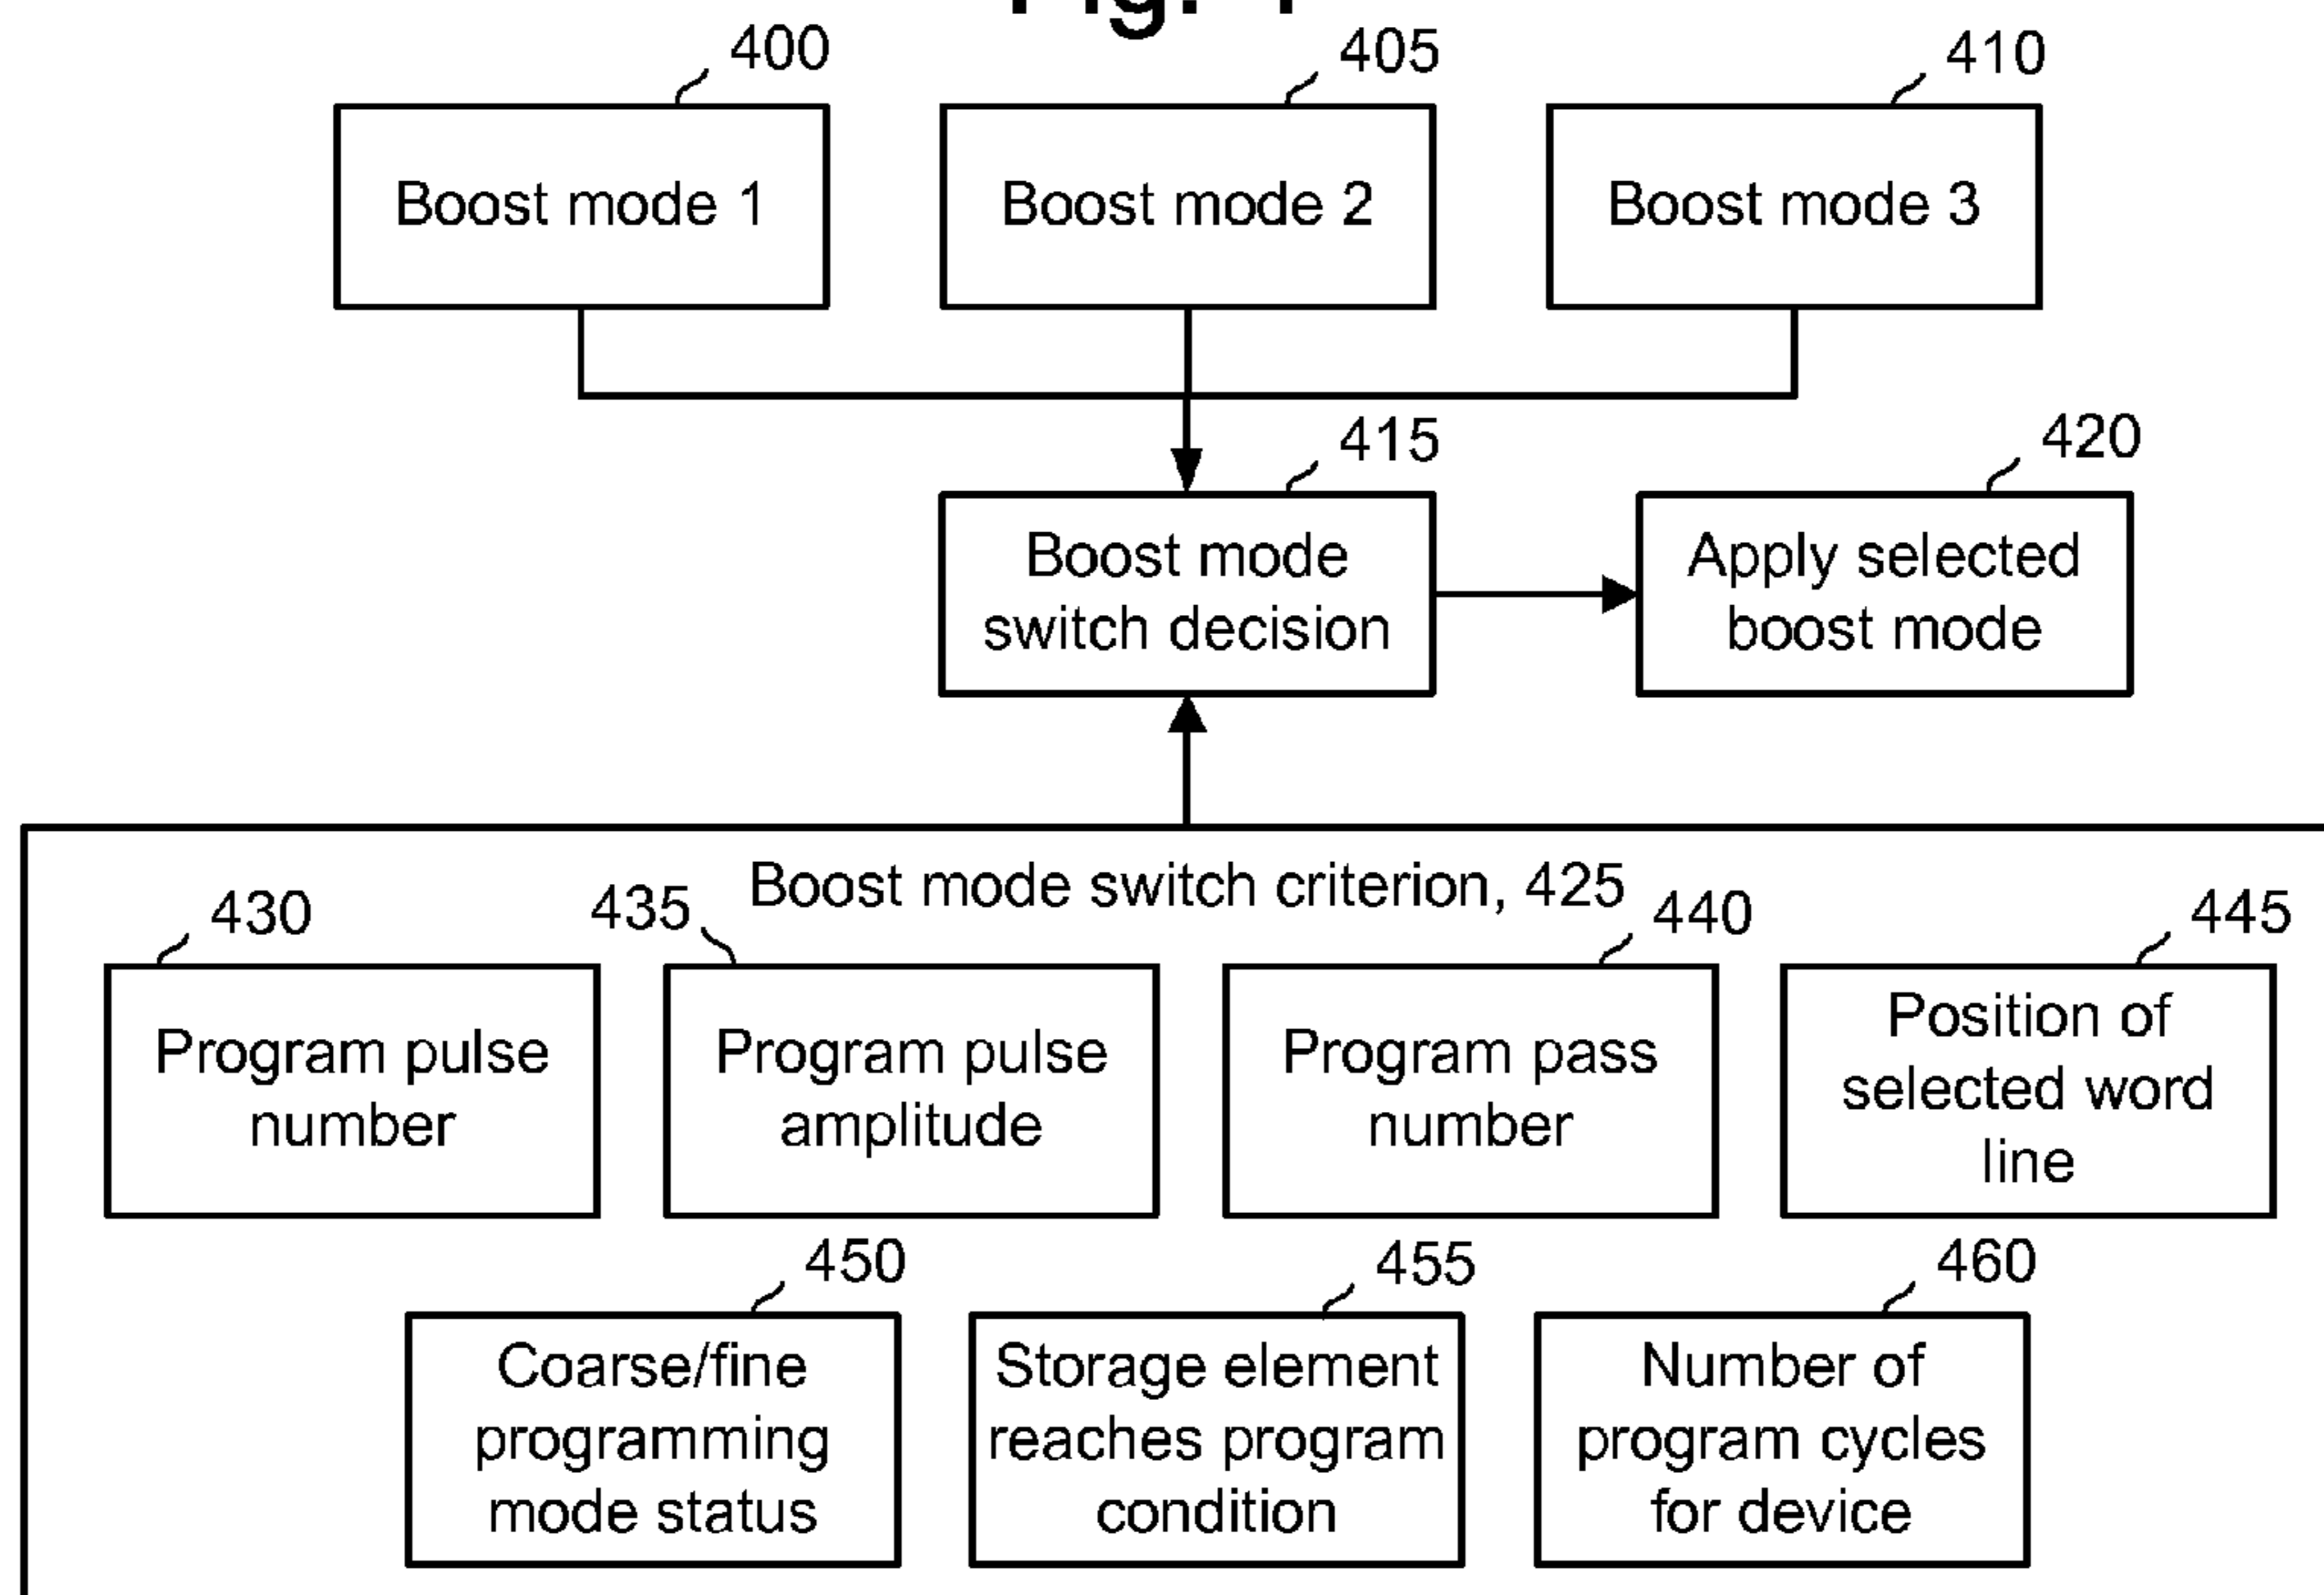 400
405
410
Boost mode 1
Boost mode 2
Boost mode 3
415
420
Boost mode
switch decision
Apply selected
boost mode
Boost mode switch criterion, 425
430
435
440
445
Program pulse
number
Program pulse
amplitude
Program pass
number
Position of
selected word
line
450
455
460
Coarse/fine
programming
mode status
Storage element
reaches program
condition
Number of
program cycles
for device